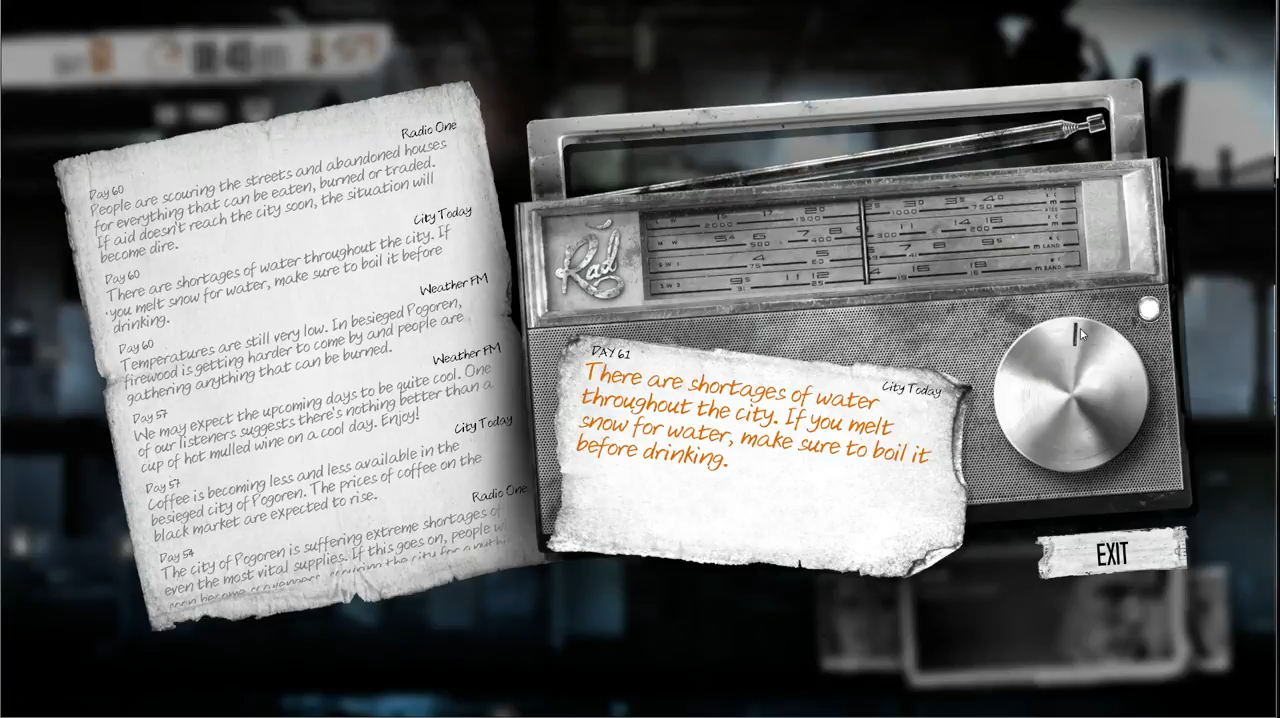 Radio One
Day 60
People are scouring the streets and abandoned houses
for everything that can be eaten, burned or traded.
If aid doesn't reach the city soon, the situation will
become dire.
City Today
Day 60
There are shortages of water throughout the city. If
you melt snow for water, make sure to boil it before
drinking.
Weather FM
Day 60
Temperatures are still very low. In besieged Pogoren,
firewood is getting harder to come by and people are
gathering anything that can be burned.
Weather FM
Day 57
We may expect the upcoming days to be quite cool. One
of our listeners suggests there's nothing better than a
cup of hot mulled wine on a cool day. Enjoy!
City Today
Day 57
Coffee is becoming less and less available in the
besieged city of Pogoren. The prices of coffee on the
black market are expected to rise.
Radio One
Day 54
The city of Pogoren is suffering extreme shortages of
even the most vital supplies. If this goes on, people
soon become scavengers, scouring the city for
Rad
DAY 61
City Today
There are shortages of water
throughout the city. If you melt
snow for water, make sure to boil it
before drinking.
EXIT